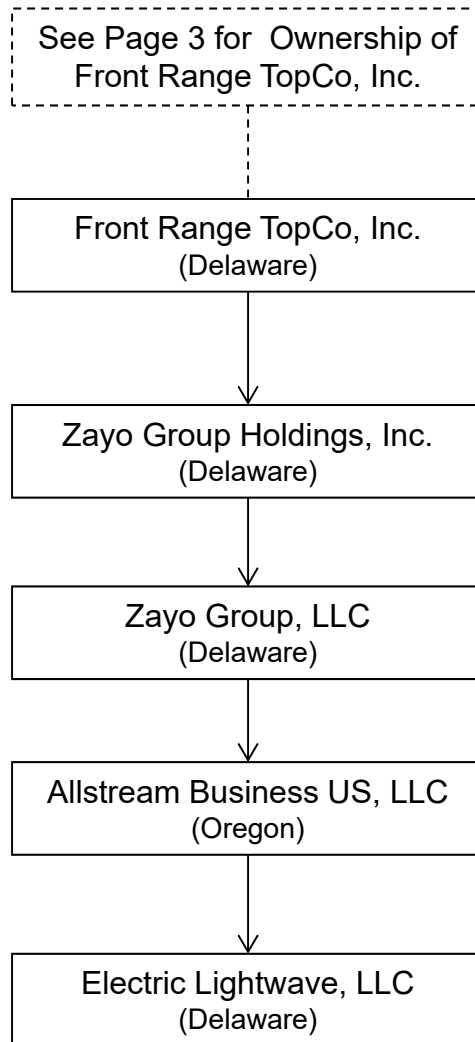 See Page 3 for  Ownership of
Front Range TopCo, Inc.
Front Range TopCo, Inc.
(Delaware)
Zayo Group Holdings, Inc.
(Delaware)
Zayo Group, LLC
(Delaware)
Allstream Business US, LLC
(Oregon)
Electric Lightwave, LLC
(Delaware)